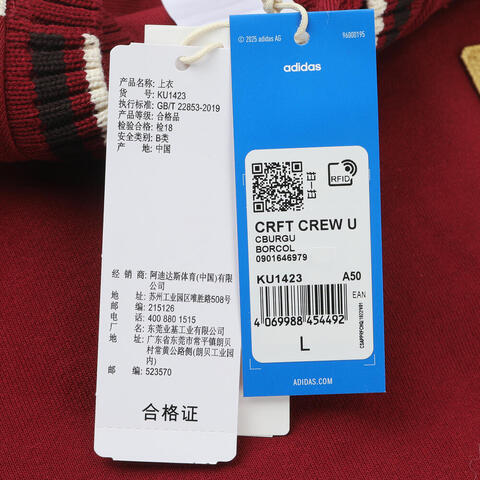 产品名称: 上衣
货 号: KU1423
执行标准: GB/T 22853-2019
产品等级: 合格品
检验合格: 检18
安全类别: B类
产 地: 中国
经 销 商: 阿迪达斯体育(中国)有限公司
地 址: 苏州工业园区唯胜路508号
邮 编: 215126
电 话: 400 880 1515
厂 名: 东莞业基工业有限公司
地 址: 广东省东莞市常平镇朗贝村常黄公路侧(朗贝工业园内)
邮 编: 523570
合格证
© 2025 adidas AG
96000195
adidas
扫一扫
RFID
CRFT CREW U
CBURGU
BORCOL
0901646979
KU1423 A50
EAN
4 069988 454492
L
ADIDAS.COM